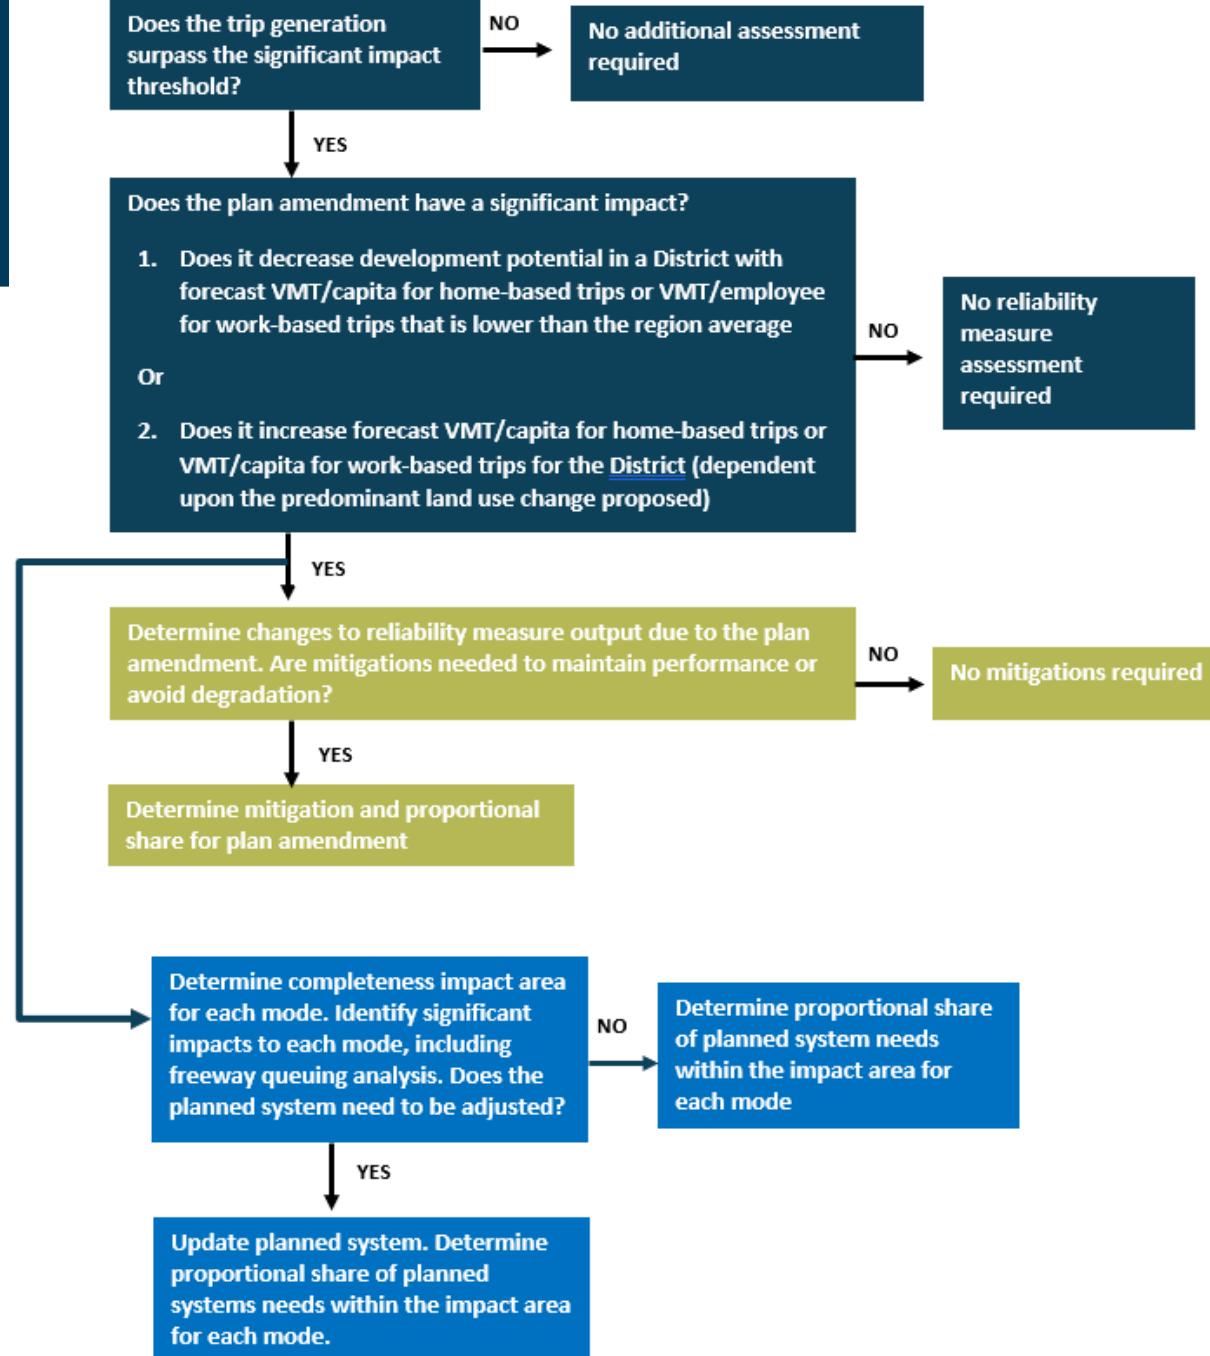 Does the trip generation
surpass the significant impact
threshold?
NO
No additional assessment
required
YES
Does the plan amendment have a significant impact?
1. Does it decrease development potential in a District with
forecast VMT/capita for home-based trips or VMT/employee
for work-based trips that is lower than the region average
Or
2. Does it increase forecast VMT/capita for home-based trips or
VMT/capita for work-based trips for the District (dependent
upon the predominant land use change proposed)
NO
No reliability
measure
assessment
required
YES
Determine changes to reliability measure output due to the plan
amendment. Are mitigations needed to maintain performance or
avoid degradation?
NO
No mitigations required
YES
Determine mitigation and proportional
share for plan amendment
Determine completeness impact area
for each mode. Identify significant
impacts to each mode, including
freeway queuing analysis. Does the
planned system need to be adjusted?
NO
Determine proportional share
of planned system needs
within the impact area for
each mode
YES
Update planned system. Determine
proportional share of planned
systems needs within the impact area
for each mode.